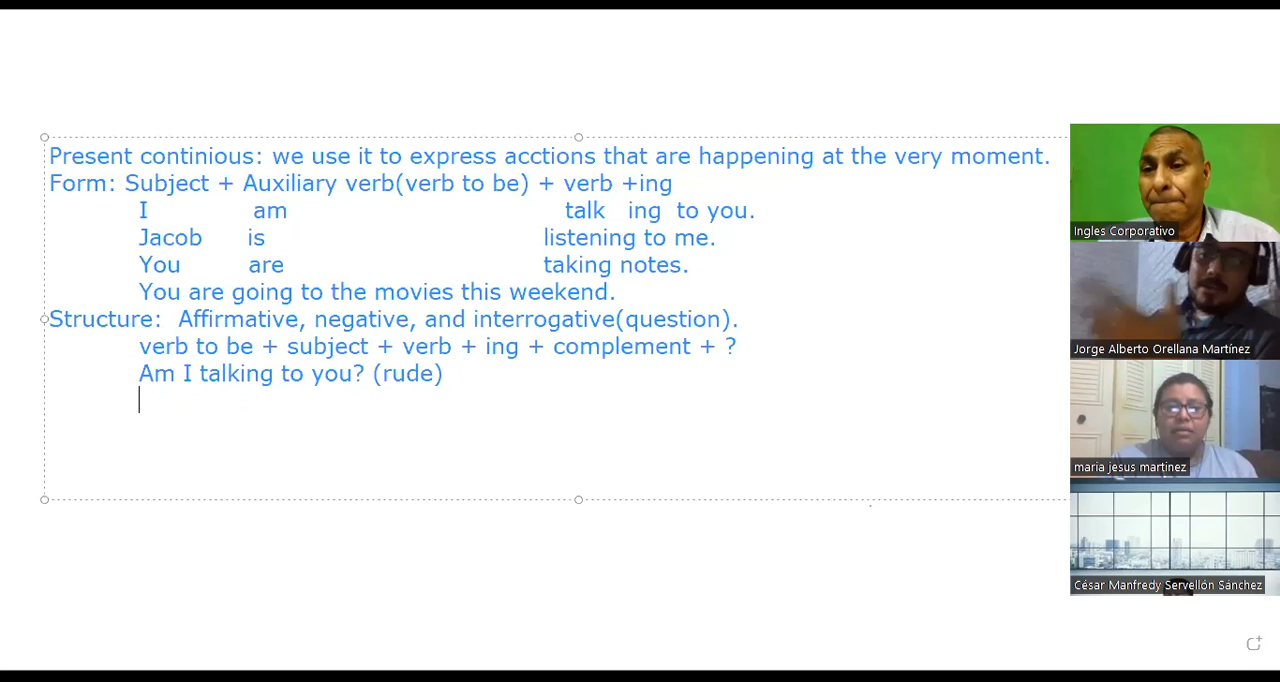 Present continious: we use it to express acctions that are happening at the very moment.
Form: Subject + Auxiliary verb(verb to be) + verb +ing
I am talk ing to you.
Jacob is listening to me.
You are taking notes.
You are going to the movies this weekend.
Structure: Affirmative, negative, and interrogative(question).
verb to be + subject + verb + ing + complement + ?
Am I talking to you? (rude)
Ingles Corporativo
Jorge Alberto Orellana Martínez
maria jesus martinez
César Manfredy Servellón Sánchez